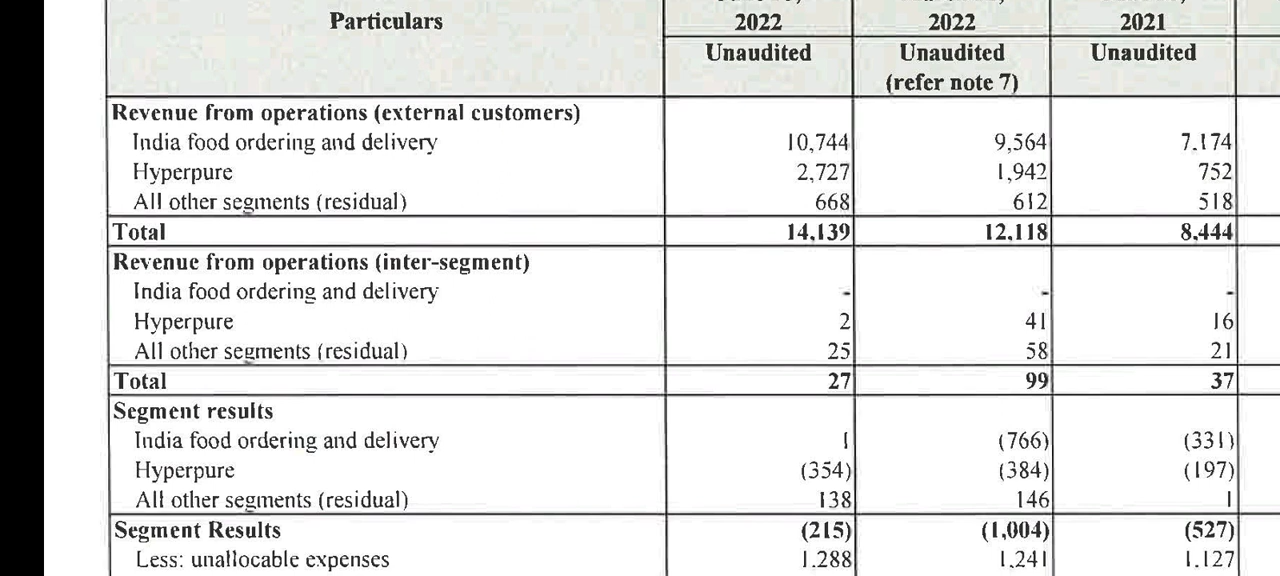 Particulars 2022 2022 2021
Unaudited Unaudited Unaudited
(refer note 7)
Revenue from operations (external customers)
India food ordering and delivery 10,744 9,564 7,174
Hyperpure 2,727 1,942 752
All other segments (residual) 668 612 518
Total 14,139 12,118 8,444
Revenue from operations (inter-segment)
India food ordering and delivery - - -
Hyperpure 2 41 16
All other segments (residual) 25 58 21
Total 27 99 37
Segment results
India food ordering and delivery 1 (766) (331)
Hyperpure (354) (384) (197)
All other segments (residual) 138 146 1
Segment Results (215) (1,004) (527)
Less: unallocable expenses 1,288 1,241 1,127